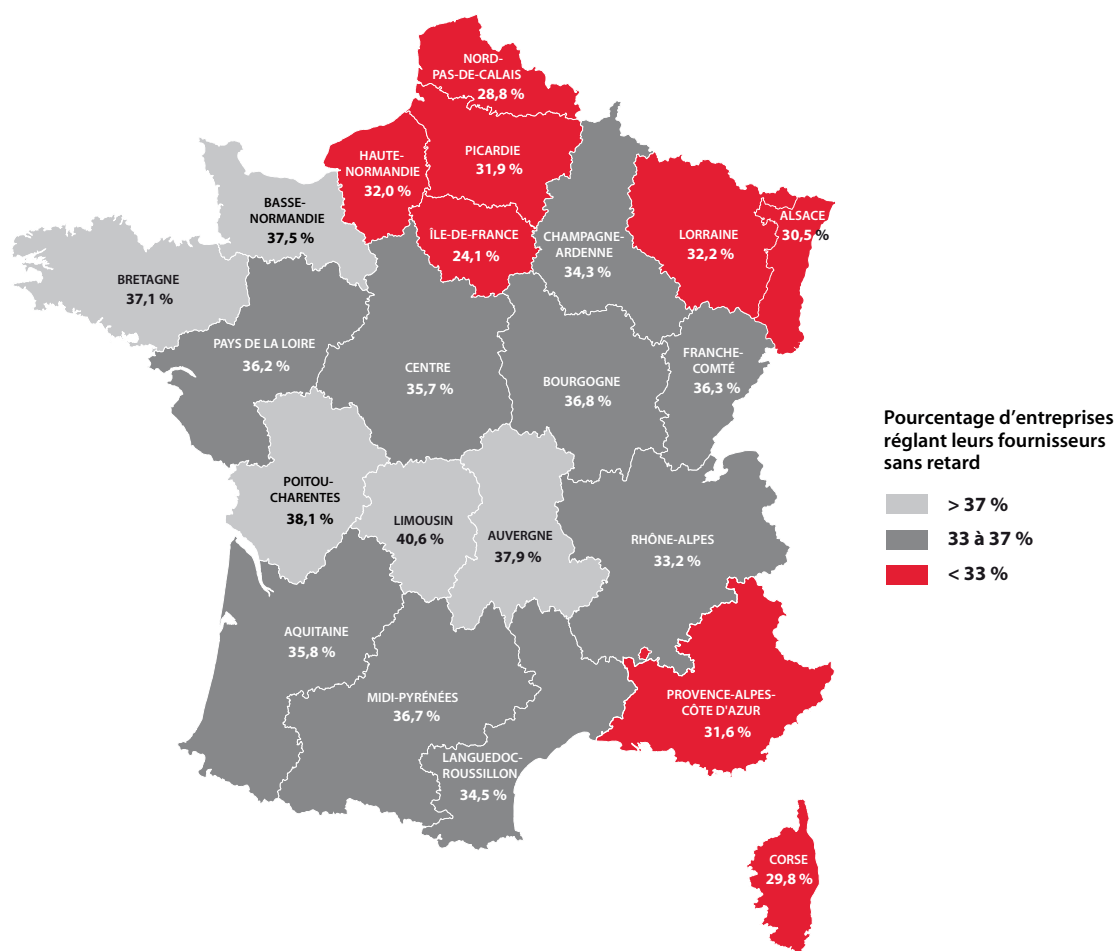 NORD-
PAS-DE-CALAIS
28,8 %
PICARDIE
31,9 %
HAUTE-
NORMANDIE
32,0 %
BASSE-
NORMANDIE
37,5 %
ÎLE-DE-FRANCE
24,1 %
CHAMPAGNE-
ARDENNE
34,3 %
LORRAINE
32,2 %
ALSACE
30,5 %
BRETAGNE
37,1 %
PAYS DE LA LOIRE
36,2 %
CENTRE
35,7 %
BOURGOGNE
36,8 %
FRANCHE-
COMTÉ
36,3 %
POITOU-
CHARENTES
38,1 %
LIMOUSIN
40,6 %
AUVERGNE
37,9 %
RHÔNE-ALPES
33,2 %
AQUITAINE
35,8 %
MIDI-PYRÉNÉES
36,7 %
LANGUEDOC-
ROUSSILLON
34,5 %
PROVENCE-ALPES-
CÔTE D'AZUR
31,6 %
CORSE
29,8 %
Pourcentage d’entreprises
réglant leurs fournisseurs
sans retard
> 37 %
33 à 37 %
< 33 %